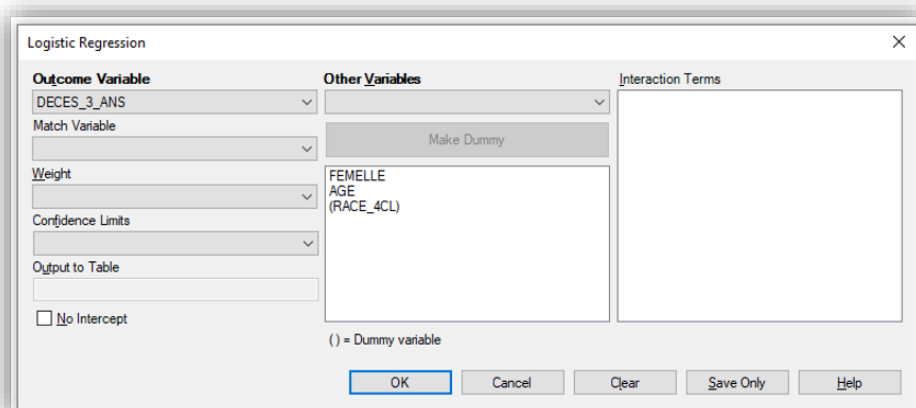 Logistic Regression
Outcome Variable
DECES_3_ANS
Match Variable
Weight
Confidence Limits
Output to Table
No Intercept
Other Variables
Make Dummy
FEMELLE
AGE
(RACE_4CL)
( ) = Dummy variable
Interaction Terms
OK
Cancel
Clear
Save Only
Help